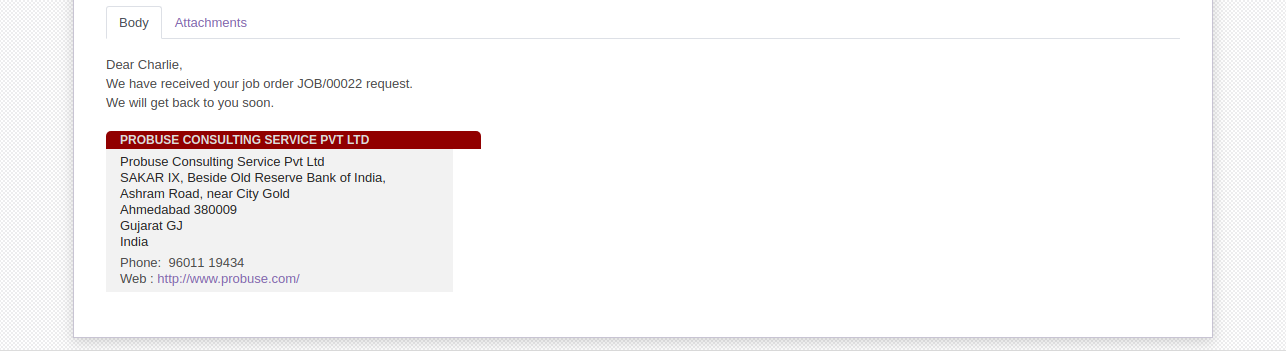 Body Attachments
Dear Charlie,
We have received your job order JOB/00022 request.
We will get back to you soon.
PROBUSE CONSULTING SERVICE PVT LTD
Probuse Consulting Service Pvt Ltd
SAKAR IX, Beside Old Reserve Bank of India,
Ashram Road, near City Gold
Ahmedabad 380009
Gujarat GJ
India
Phone:  96011 19434
Web : http://www.probuse.com/